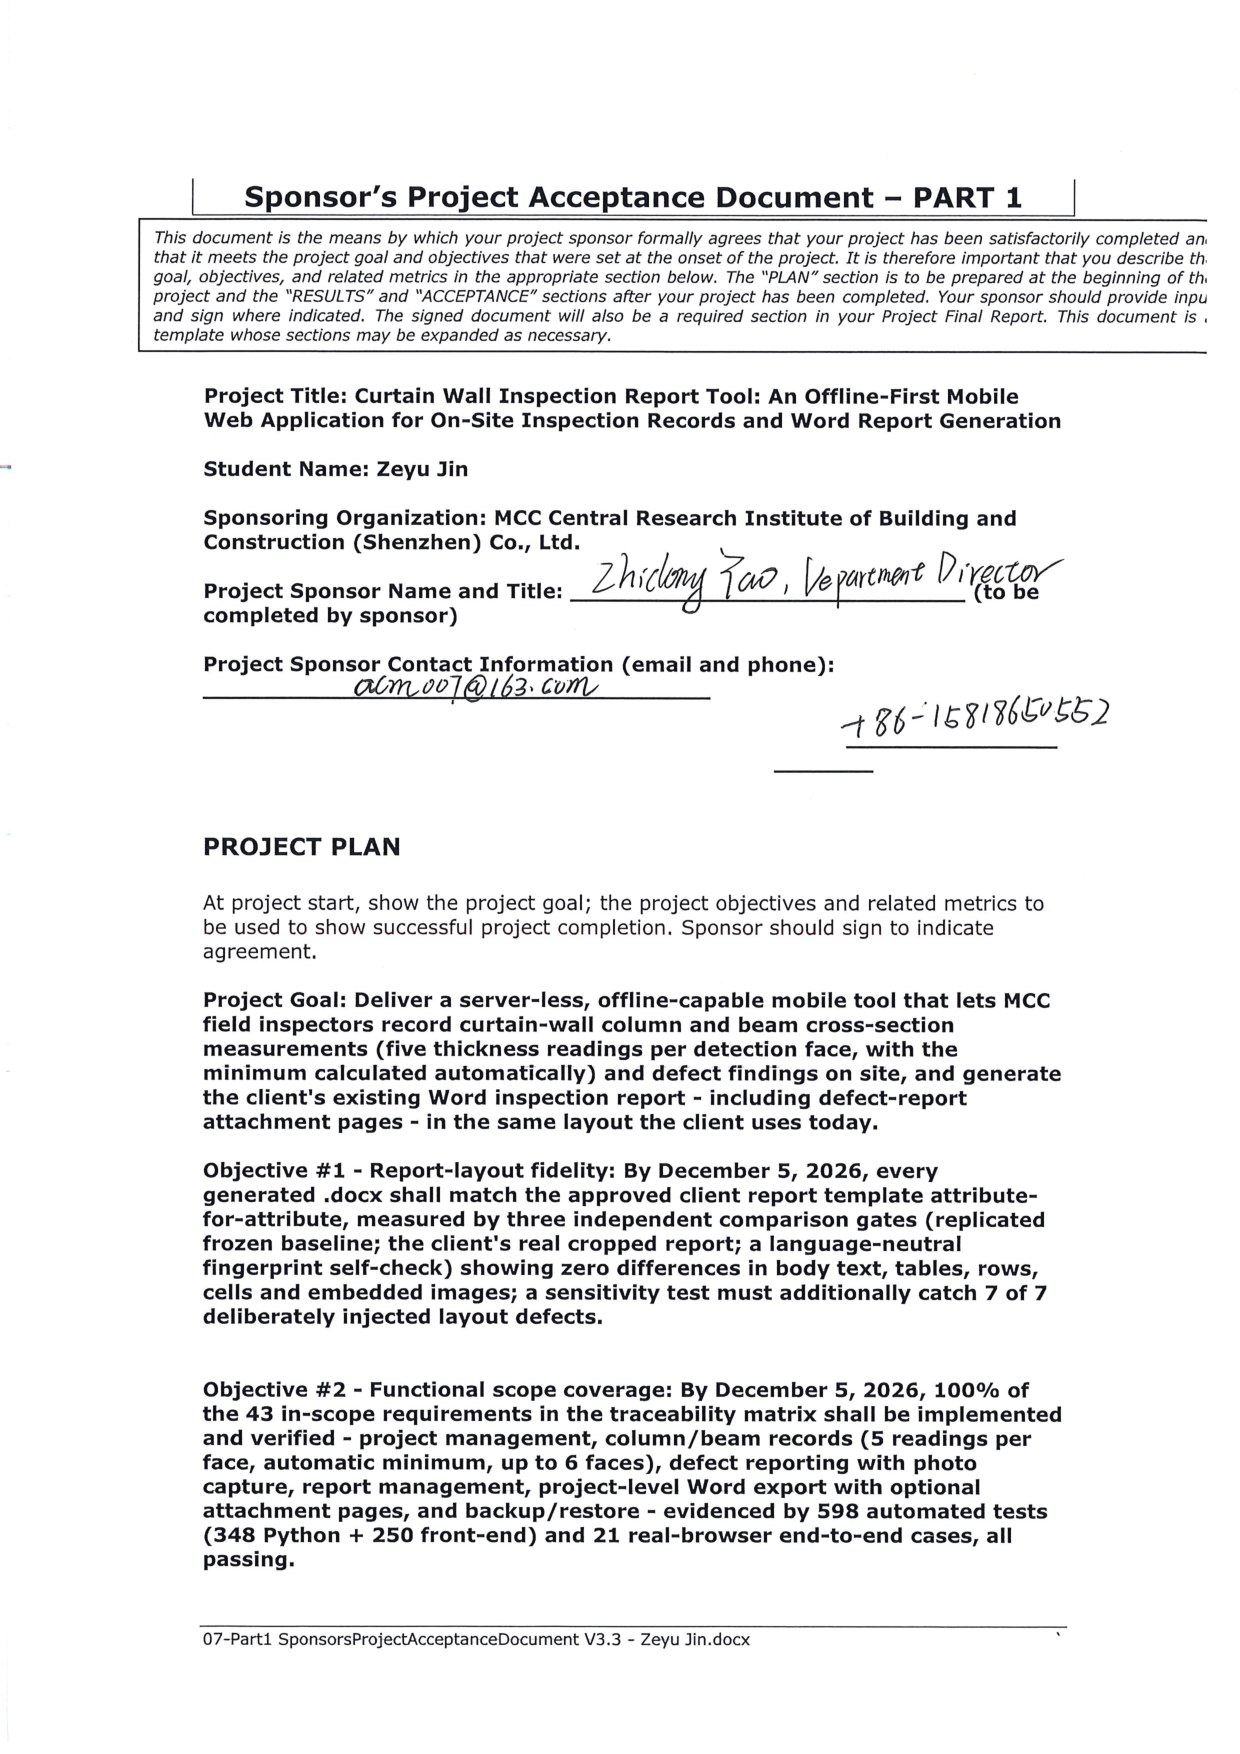 Sponsor's Project Acceptance Document – PART 1
This document is the means by which your project sponsor formally agrees that your project has been satisfactorily completed an
that it meets the project goal and objectives that were set at the onset of the project. It is therefore important that you describe th
goal, objectives, and related metrics in the appropriate section below. The "PLAN" section is to be prepared at the beginning of th
project and the "RESULTS" and "ACCEPTANCE" sections after your project has been completed. Your sponsor should provide inpu
and sign where indicated. The signed document will also be a required section in your Project Final Report. This document is
template whose sections may be expanded as necessary.
Project Title: Curtain Wall Inspection Report Tool: An Offline-First Mobile
Web Application for On-Site Inspection Records and Word Report Generation
Student Name: Zeyu Jin
Sponsoring Organization: MCC Central Research Institute of Building and
Construction (Shenzhen) Co., Ltd.
Project Sponsor Name and Title: Zhidong Tao, Department Director (to be
completed by sponsor)
Project Sponsor Contact Information (email and phone):
acm007@163.com
+86-15818650552
PROJECT PLAN
At project start, show the project goal; the project objectives and related metrics to
be used to show successful project completion. Sponsor should sign to indicate
agreement.
Project Goal: Deliver a server-less, offline-capable mobile tool that lets MCC
field inspectors record curtain-wall column and beam cross-section
measurements (five thickness readings per detection face, with the
minimum calculated automatically) and defect findings on site, and generate
the client's existing Word inspection report - including defect-report
attachment pages - in the same layout the client uses today.
Objective #1 - Report-layout fidelity: By December 5, 2026, every
generated .docx shall match the approved client report template attribute-
for-attribute, measured by three independent comparison gates (replicated
frozen baseline; the client's real cropped report; a language-neutral
fingerprint self-check) showing zero differences in body text, tables, rows,
cells and embedded images; a sensitivity test must additionally catch 7 of 7
deliberately injected layout defects.
Objective #2 - Functional scope coverage: By December 5, 2026, 100% of
the 43 in-scope requirements in the traceability matrix shall be implemented
and verified - project management, column/beam records (5 readings per
face, automatic minimum, up to 6 faces), defect reporting with photo
capture, report management, project-level Word export with optional
attachment pages, and backup/restore - evidenced by 598 automated tests
(348 Python + 250 front-end) and 21 real-browser end-to-end cases, all
passing.
07-Part1 SponsorsProjectAcceptanceDocument V3.3 - Zeyu Jin.docx